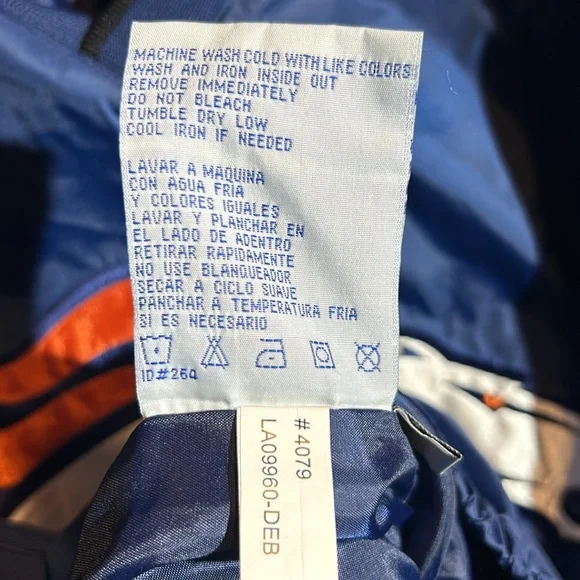 MACHINE WASH COLD WITH LIKE COLORS
WASH AND IRON INSIDE OUT
REMOVE IMMEDIATELY
DO NOT BLEACH
TUMBLE DRY LOW
COOL IRON IF NEEDED
LAVAR A MAQUINA
CON AGUA FRIA
Y COLORES IGUALES
LAVAR Y PLANCHAR EN
EL LADO DE ADENTRO
RETIRAR RAPIDAMENTE
NO USE BLANQUEADOR
SECAR A CICLO SUAVE
PANCHAR A TEMPERATURA FRIA
SI ES NECESARIO
ID#264
#4079
LA09960-DEB